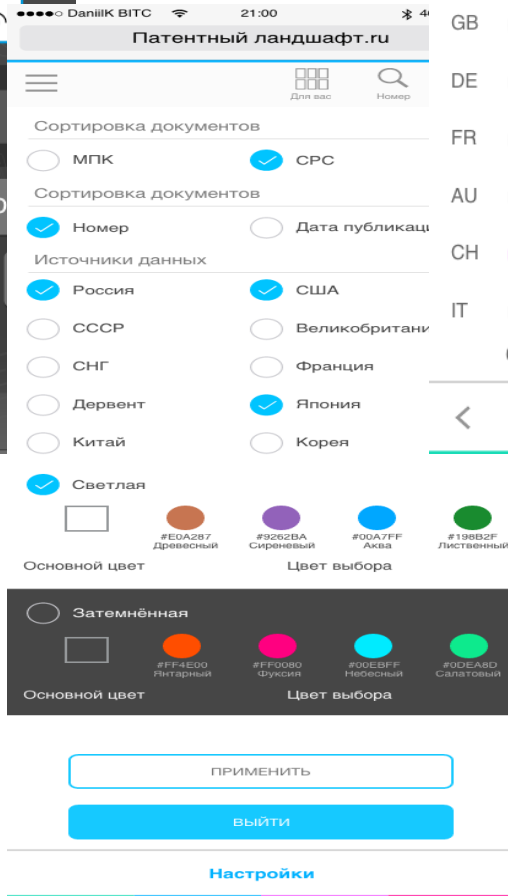 DaniilK BITC 21:00
Патентный ландшафт.ru
Для вас Номер
Сортировка документов
МПК CPC
Сортировка документов
Номер Дата публикаци
Источники данных
Россия США
СССР Великобритани
СНГ Франция
Дервент Япония
Китай Корея
Светлая
#E0A287 #9262BA #00A7FF #198B2F
Древесный Сиреневый Аква Лиственный
Основной цвет Цвет выбора
Затемнённая
#FF4E00 #FF0080 #00EBFF #0DEA8D
Янтарный Фуксия Небесный Салатовый
Основной цвет Цвет выбора
ПРИМЕНИТЬ
ВЫЙТИ
Настройки
GB
DE
FR
AU
CH
IT